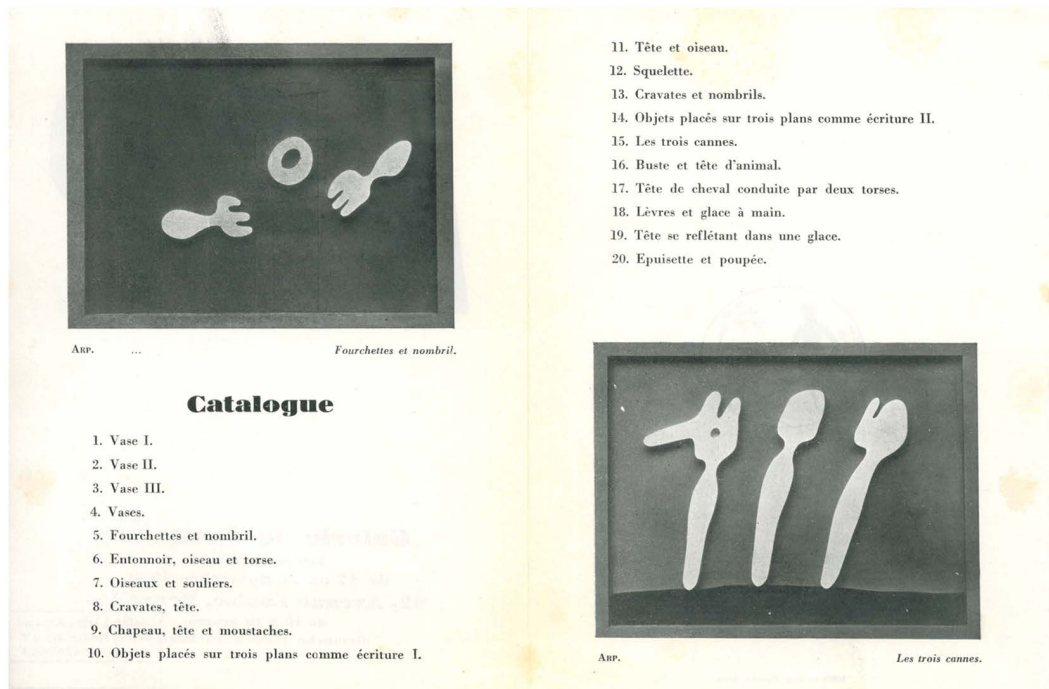 ARP. ... Fourchettes et nombril.
Catalogue
1. Vase I.
2. Vase II.
3. Vase III.
4. Vases.
5. Fourchettes et nombril.
6. Entonnoir, oiseau et torse.
7. Oiseaux et souliers.
8. Cravates, tête.
9. Chapeau, tête et moustaches.
10. Objets placés sur trois plans comme écriture I.
11. Tête et oiseau.
12. Squelette.
13. Cravates et nombrils.
14. Objets placés sur trois plans comme écriture II.
15. Les trois cannes.
16. Buste et tête d'animal.
17. Tête de cheval conduite par deux torses.
18. Lèvres et glace à main.
19. Tête se reflétant dans une glace.
20. Epuisette et poupée.
ARP. Les trois cannes.